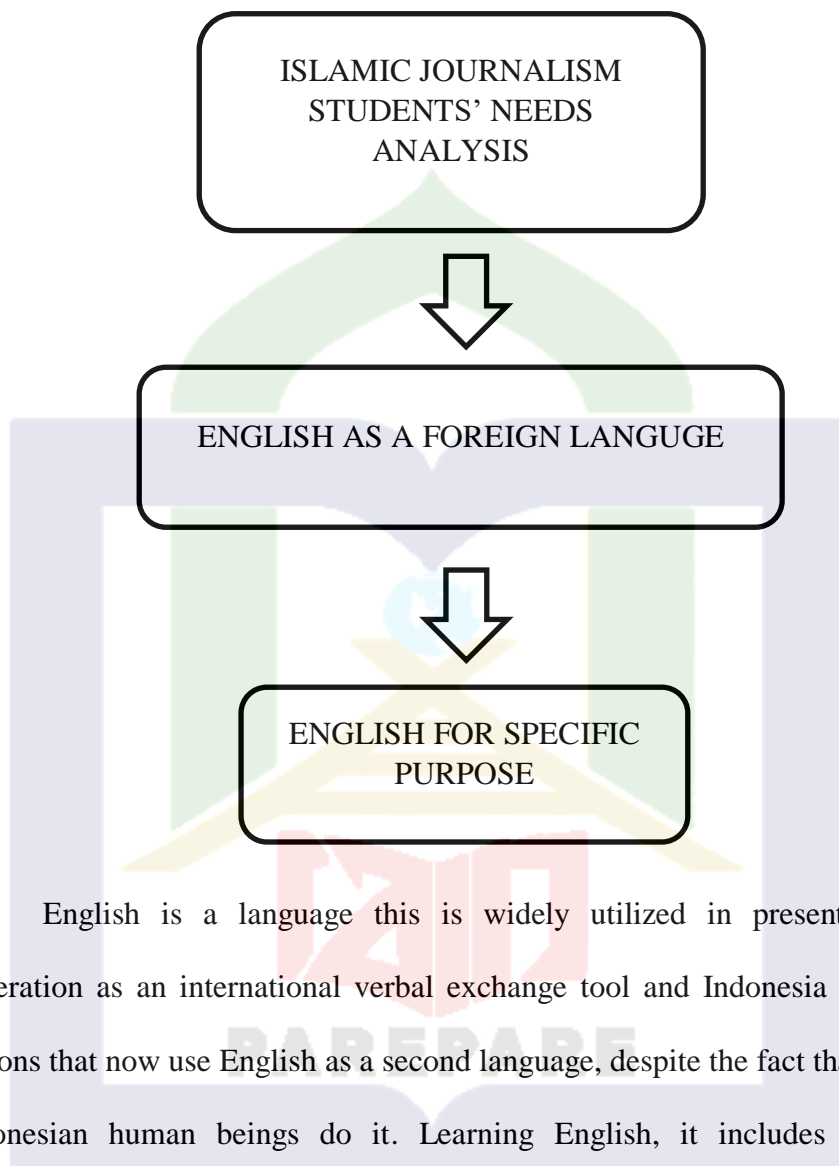 ISLAMIC JOURNALISM
STUDENTS' NEEDS
ANALYSIS
ENGLISH AS A FOREIGN LANGUGE
ENGLISH FOR SPECIFIC
PURPOSE
English is a language this is widely utilized in present
eration as an international verbal exchange tool and Indonesia
ons that now use English as a second language, despite the fact tha
onesian human beings do it. Learning English, it includes
PAREPARE